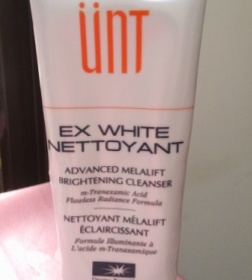 ünt
EX WHITE
NETTOYANT
ADVANCED MELALIFT
BRIGHTENING CLEANSER
m-Tranexamic Acid
Flawless Radiance Formula
NETTOYANT MÉLALIFT
ÉCLAIRCISSANT
Formule Illuminante à
L'acide m-Tranexamique